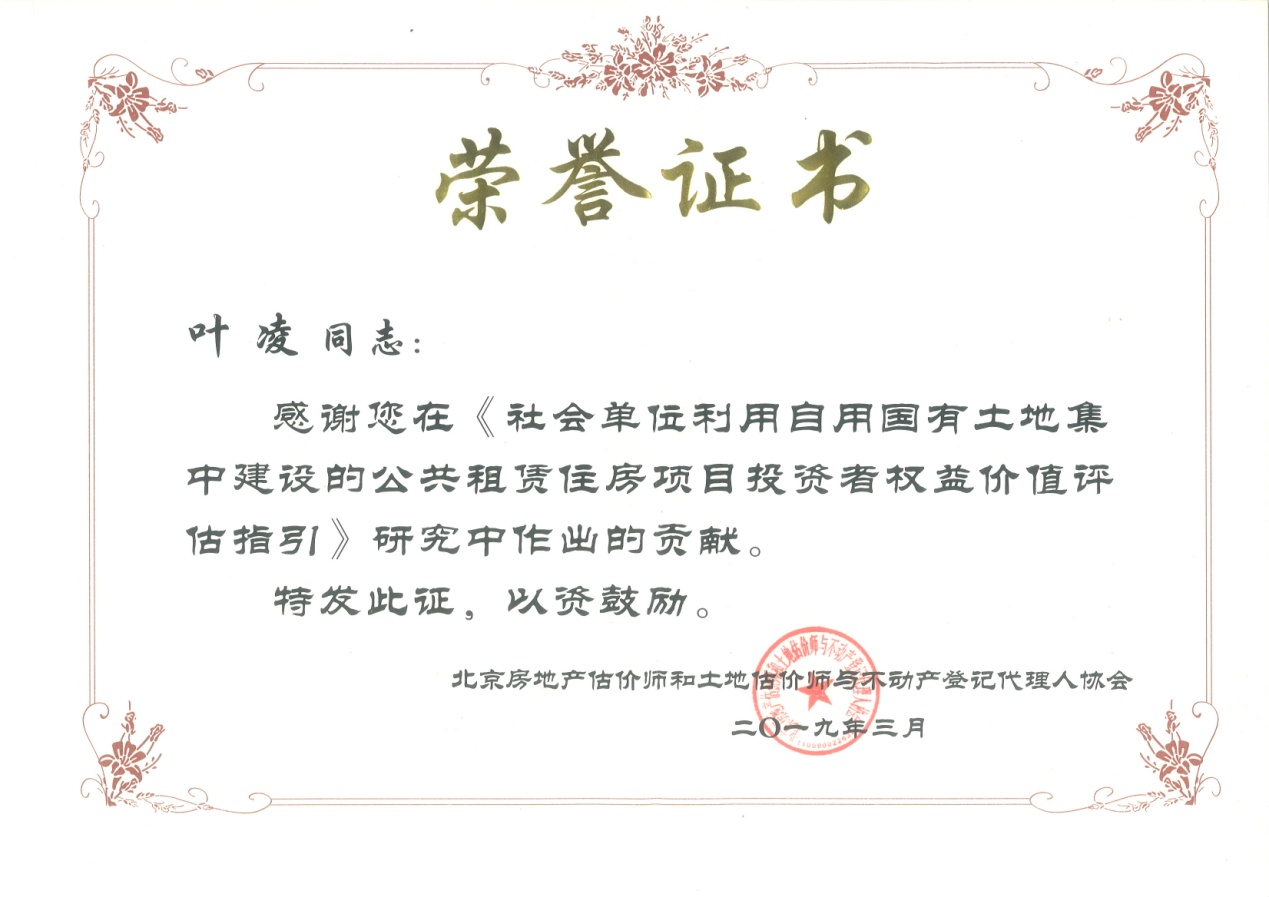 荣誉证书
叶凌同志:
感谢您在《社会单位利用自用国有土地集
中建设的公共租赁住房项目投资者权益价值评
估指引》研究中作出的贡献。
特发此证，以资鼓励。
北京房地产估价师和土地估价师与不动产登记代理人协会
二〇一九年三月